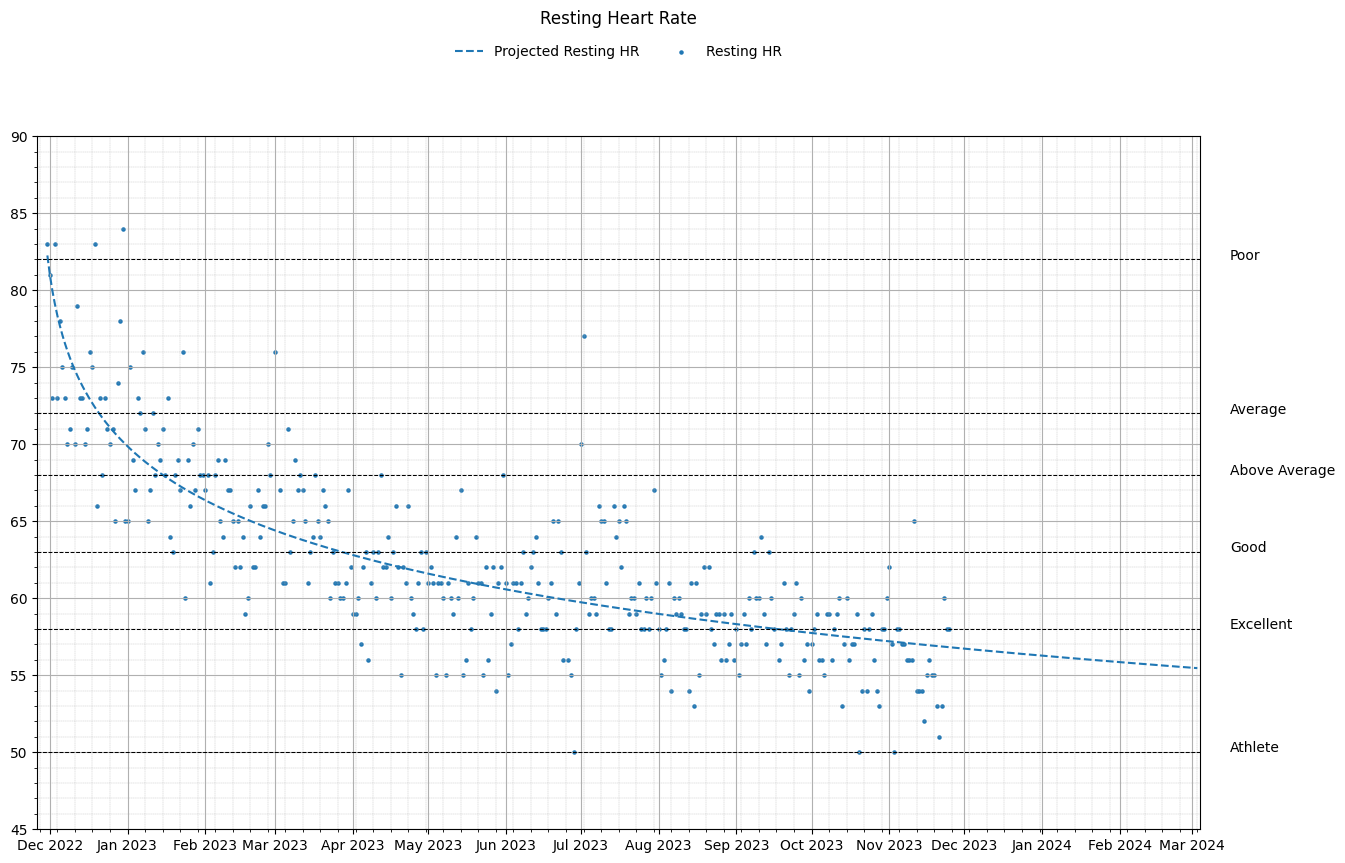 Resting Heart Rate
Projected Resting HR Resting HR
90
85
Poor
80
75
Average
70
Above Average
65
Good
60
Excellent
55
50
Athlete
45
Dec 2022 Jan 2023 Feb 2023 Mar 2023 Apr 2023 May 2023 Jun 2023 Jul 2023 Aug 2023 Sep 2023 Oct 2023 Nov 2023 Dec 2023 Jan 2024 Feb 2024 Mar 2024